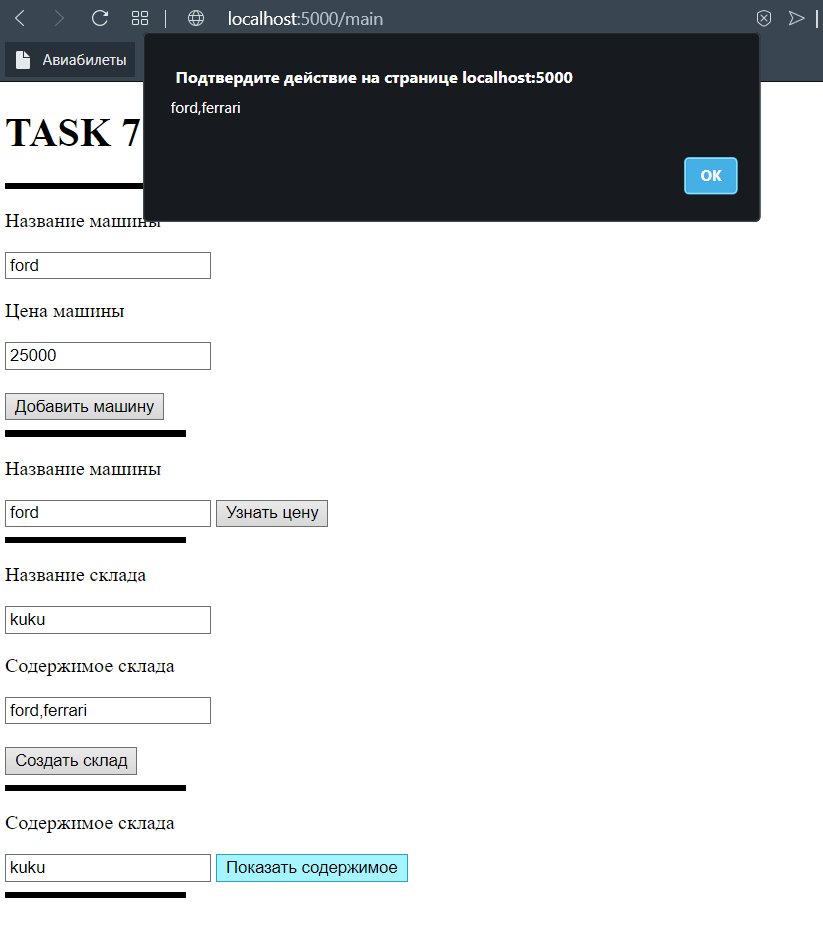 localhost:5000/main
Авиабилеты
Подтвердите действие на странице localhost:5000
ford,ferrari
OK
TASK 7
Название машины
ford
Цена машины
25000
Добавить машину
Название машины
ford Узнать цену
Название склада
kuku
Содержимое склада
ford,ferrari
Создать склад
Содержимое склада
kuku Показать содержимое